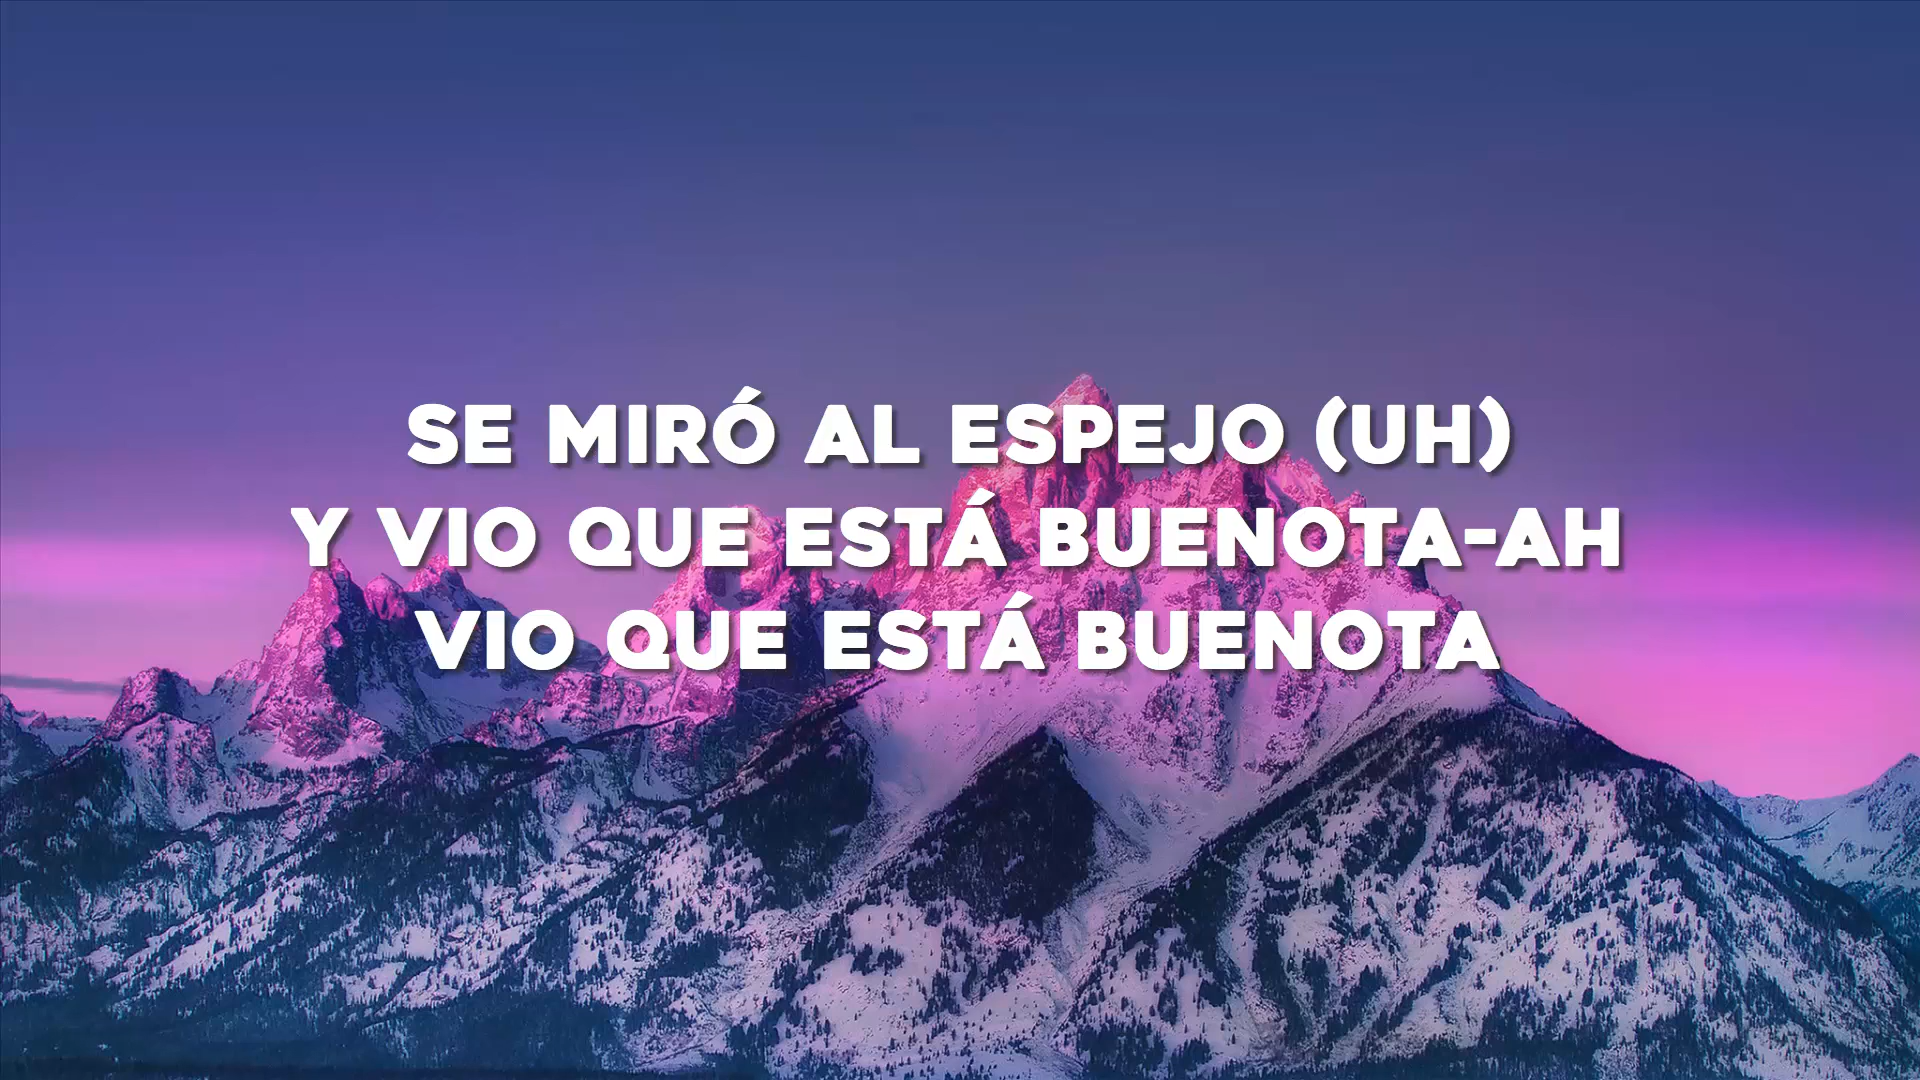 SE MIRÓ AL ESPEJO (UH)
Y VIO QUE ESTÁ BUENOTA-AH
VIO QUE ESTÁ BUENOTA